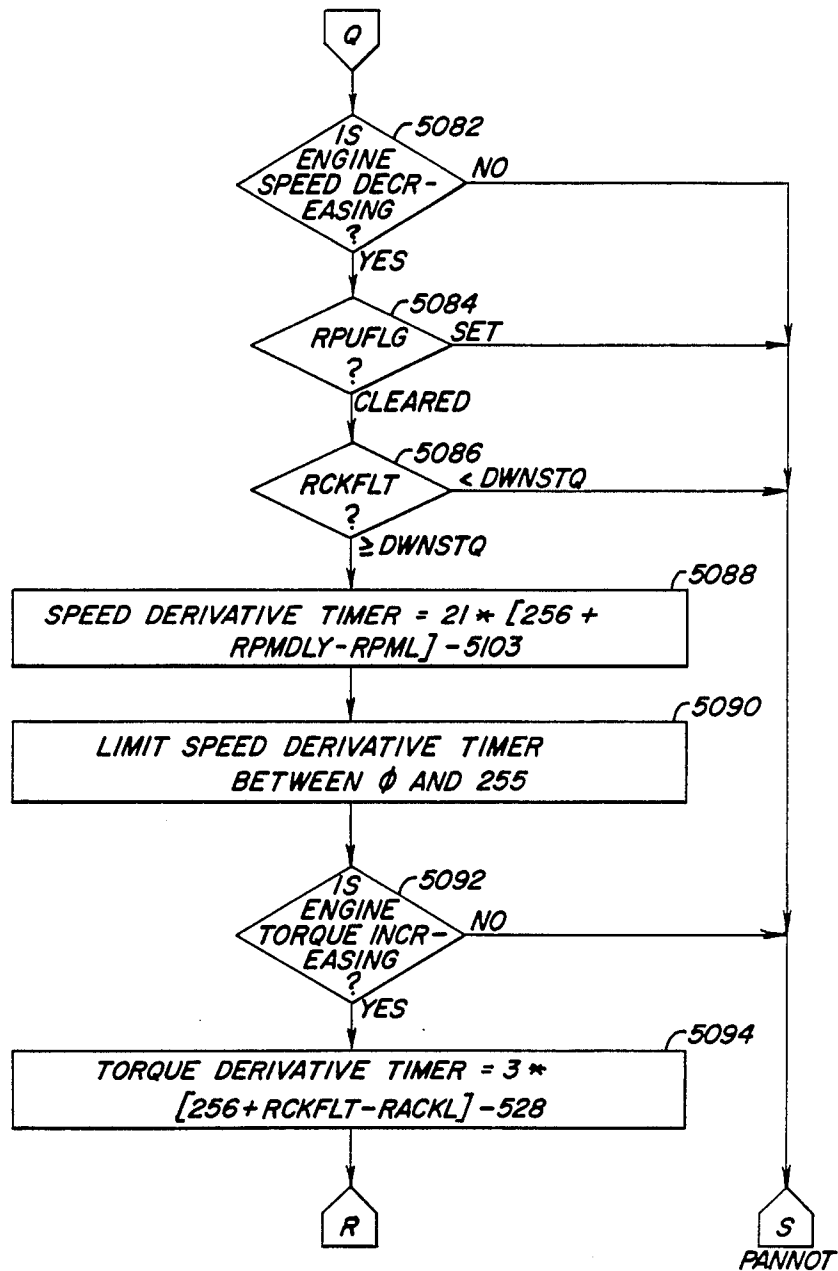 Q
5082
IS
ENGINE
SPEED DECR-
EASING
?
NO
YES
5084
RPUFLG
?
SET
CLEARED
5086
RCKFLT
?
< DWNSTQ
≥ DWNSTQ
5088
SPEED DERIVATIVE TIMER = 21 * [256 +
RPMDLY-RPML] -5103
5090
LIMIT SPEED DERIVATIVE TIMER
BETWEEN ϕ AND 255
5092
IS
ENGINE
TORQUE INCR-
EASING
?
NO
YES
5094
TORQUE DERIVATIVE TIMER = 3 *
[256+RCKFLT-RACKL] -528
R
S
PANNOT